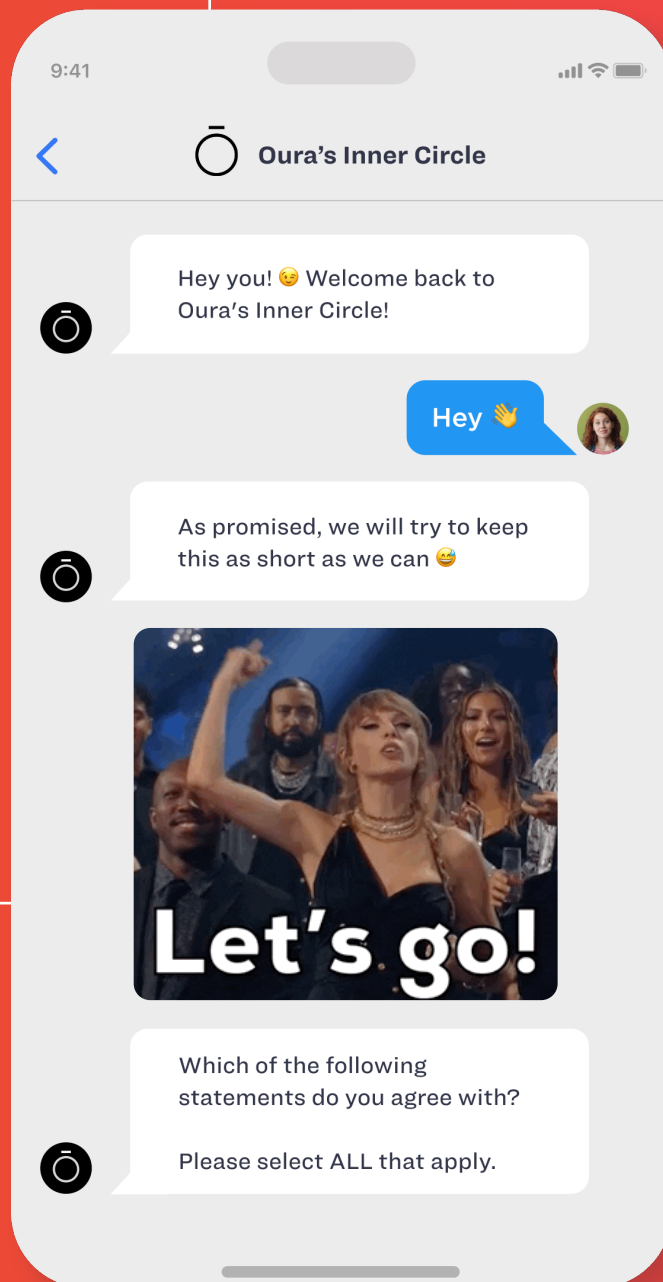 9:41
Oura’s Inner Circle
Hey you! 😉 Welcome back to
Oura's Inner Circle!
Hey 👋
As promised, we will try to keep
this as short as we can 😅
Let's go!
Which of the following
statements do you agree with?
Please select ALL that apply.